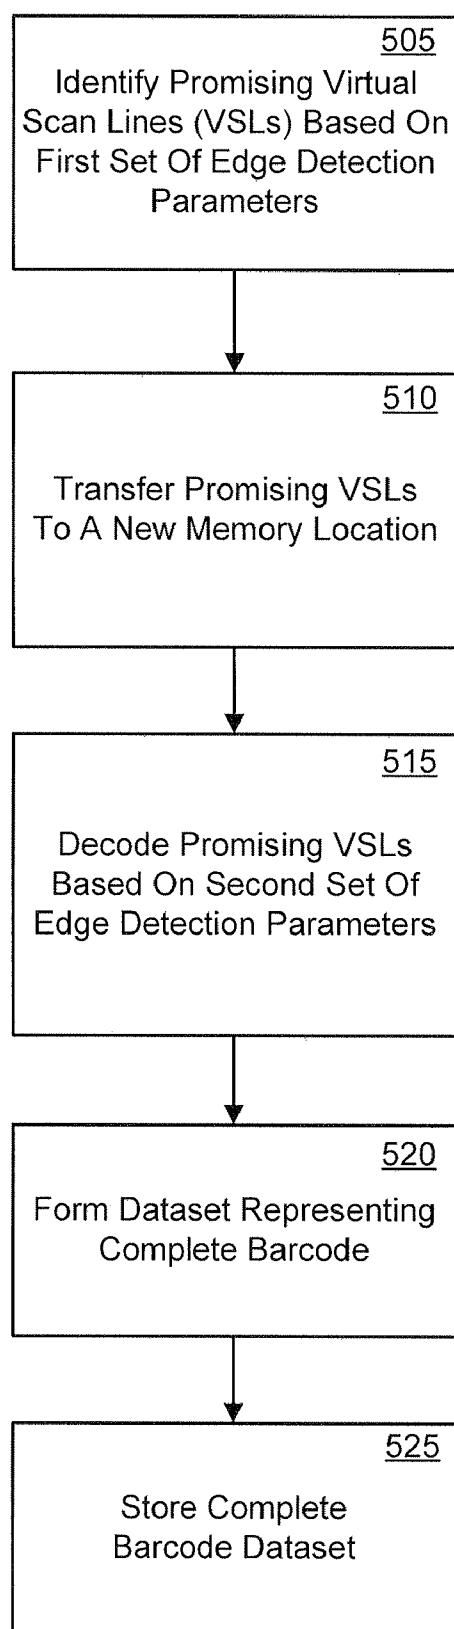 505
Identify Promising Virtual
Scan Lines (VSLs) Based On
First Set Of Edge Detection
Parameters
510
Transfer Promising VSLs
To A New Memory Location
515
Decode Promising VSLs
Based On Second Set Of
Edge Detection Parameters
520
Form Dataset Representing
Complete Barcode
525
Store Complete
Barcode Dataset